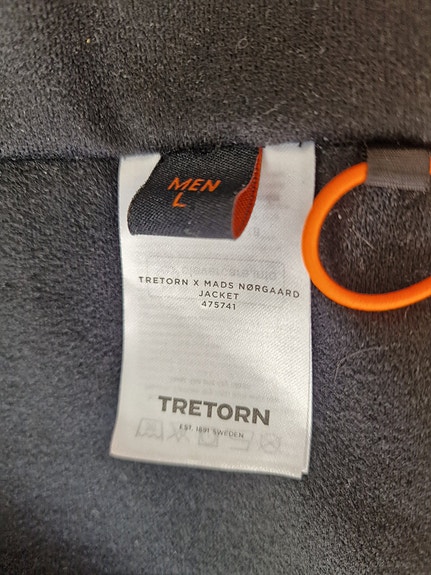 MEN
L
TRETORN X MADS NØRGAARD
JACKET
475741
TRETORN
EST. 1891 SWEDEN